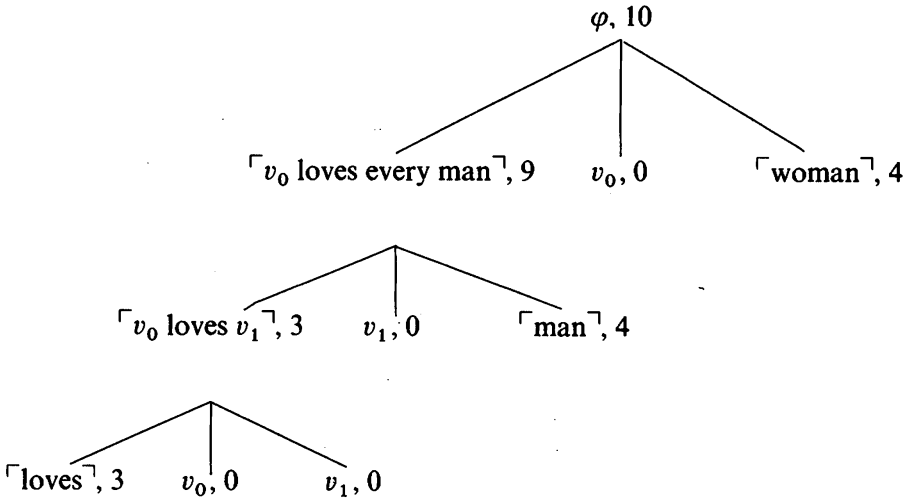 φ, 10
⌜v₀ loves every man⌝, 9 v₀, 0 ⌜woman⌝, 4
⌜v₀ loves v₁⌝, 3 v₁, 0 ⌜man⌝, 4
⌜loves⌝, 3 v₀, 0 v₁, 0